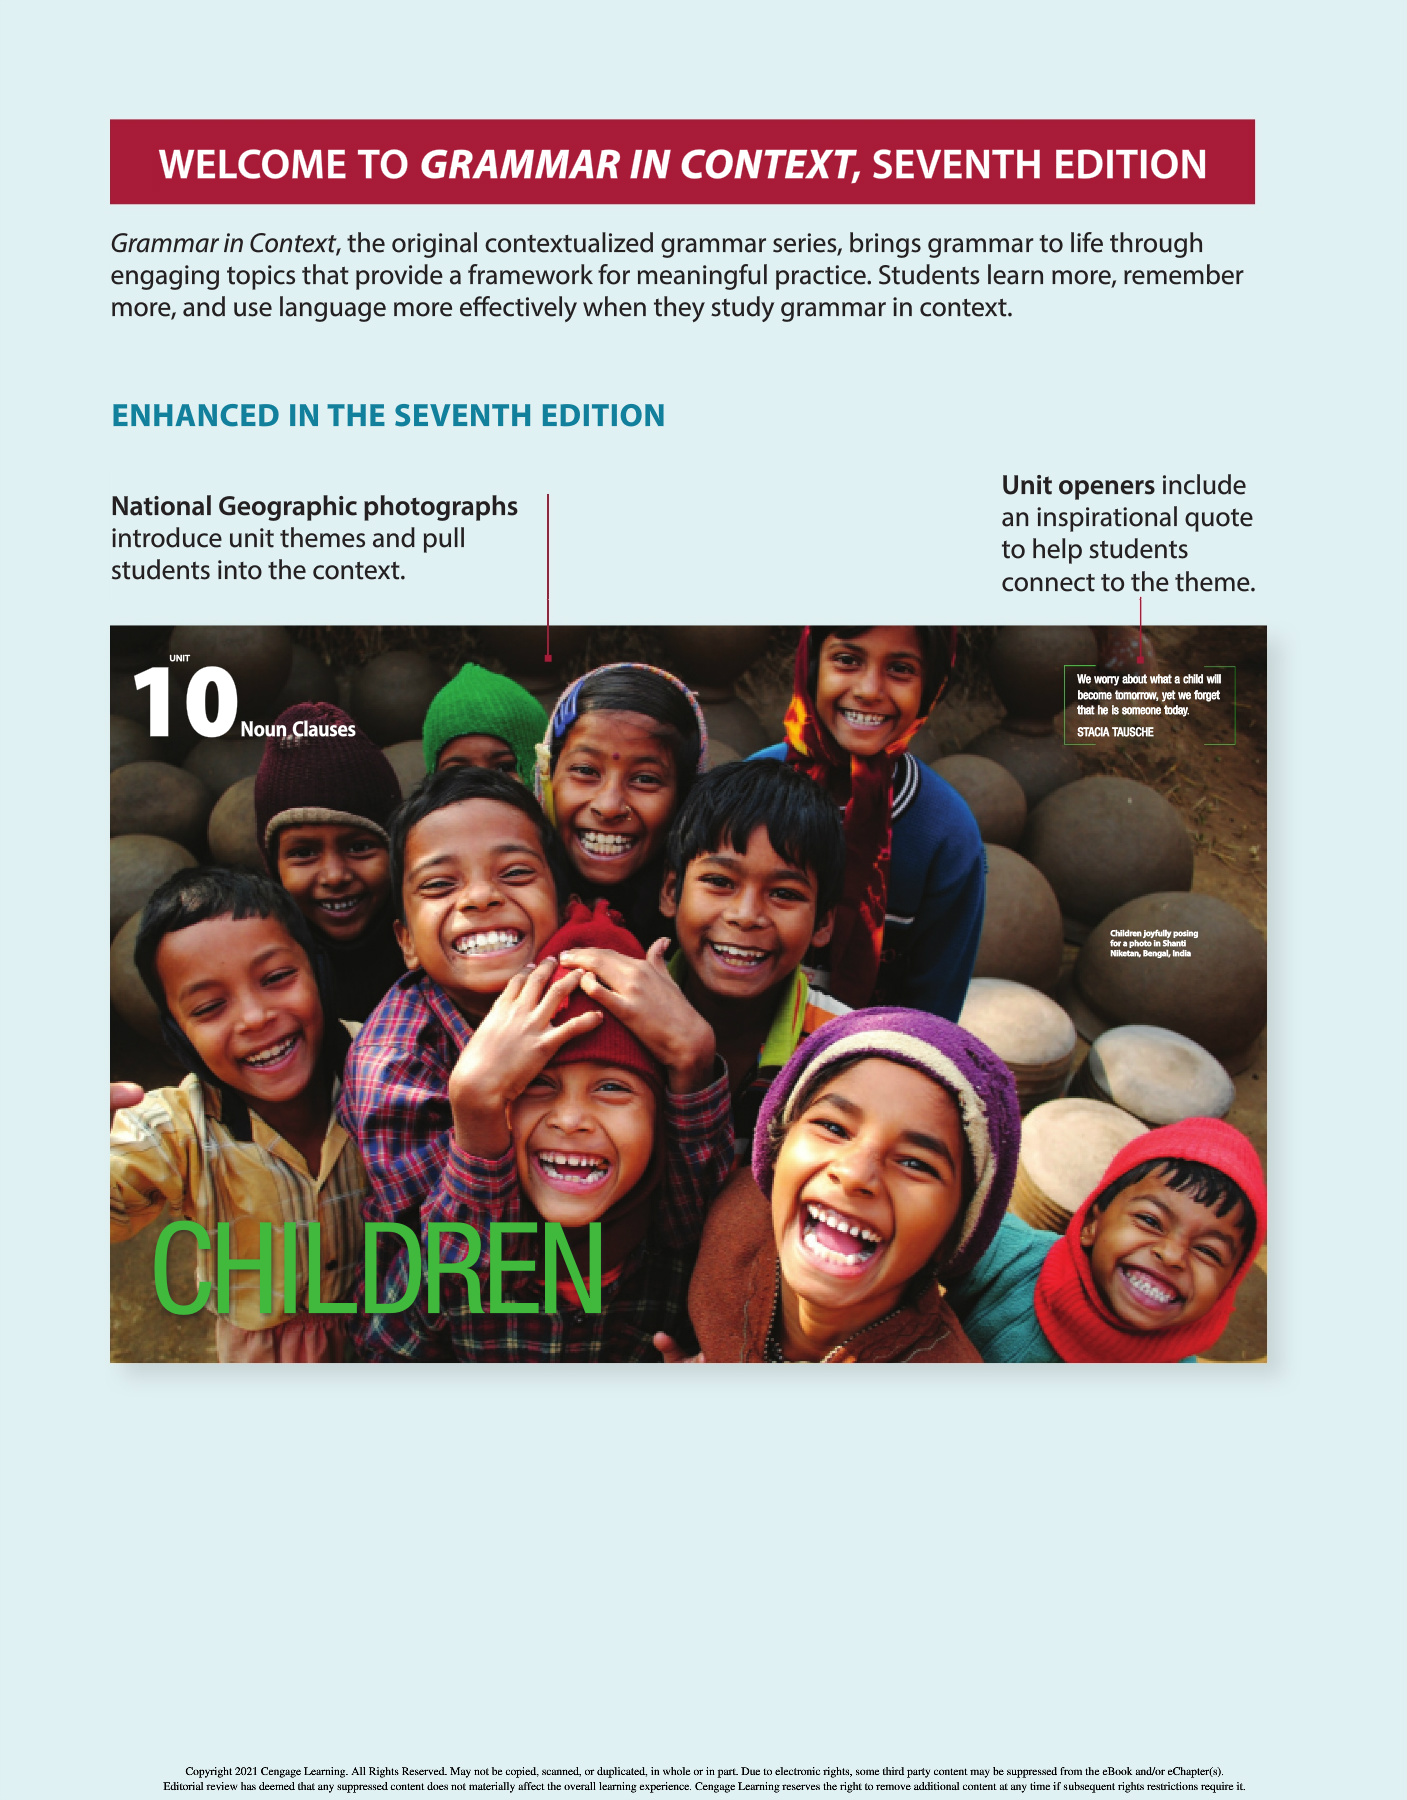 WELCOME TO GRAMMAR IN CONTEXT, SEVENTH EDITION
Grammar in Context, the original contextualized grammar series, brings grammar to life through
engaging topics that provide a framework for meaningful practice. Students learn more, remember
more, and use language more effectively when they study grammar in context.
ENHANCED IN THE SEVENTH EDITION
National Geographic photographs
introduce unit themes and pull
students into the context.
Unit openers include
an inspirational quote
to help students
connect to the theme.
UNIT
10 Noun Clauses
We worry about what a child will
become tomorrow, yet we forget
that he is someone today.
STACIA TAUSCHE
Children joyfully posing
for a photo in Shanti
Niketan, Bengal, India
CHILDREN
Copyright 2021 Cengage Learning. All Rights Reserved. May not be copied, scanned, or duplicated, in whole or in part. Due to electronic rights, some third party content may be suppressed from the eBook and/or eChapter(s).
Editorial review has deemed that any suppressed content does not materially affect the overall learning experience. Cengage Learning reserves the right to remove additional content at any time if subsequent rights restrictions require it.